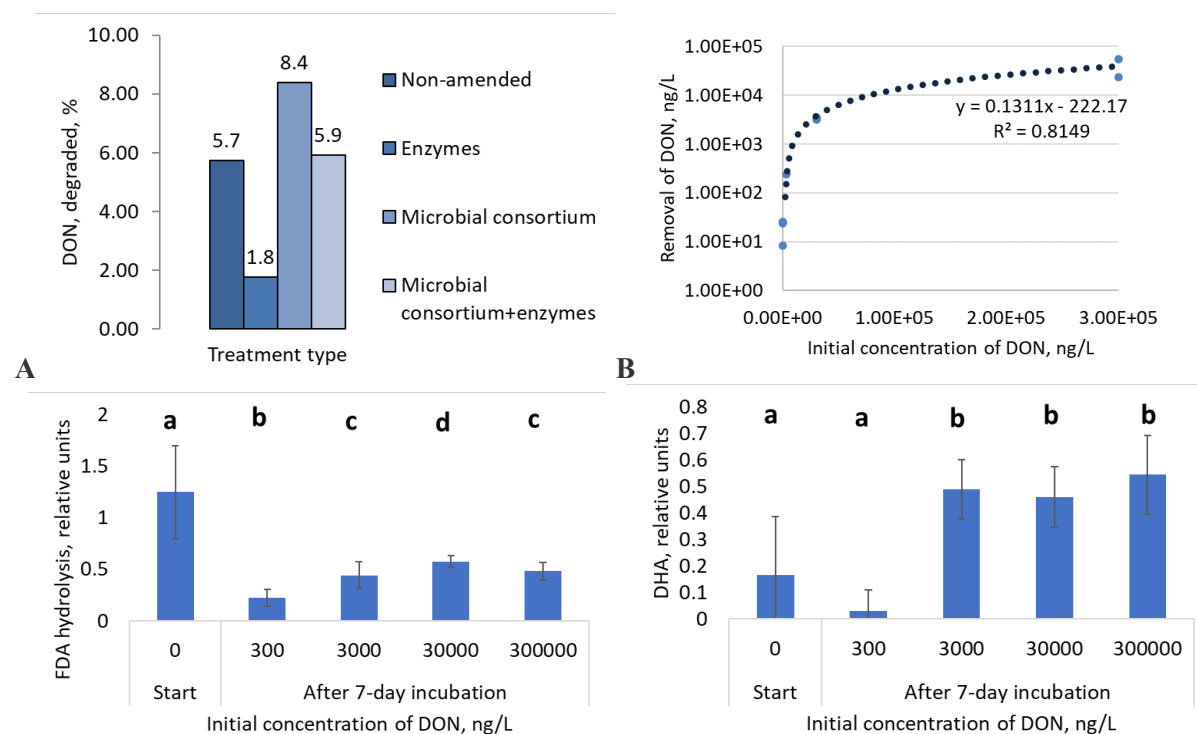 10.00
8.00
6.00
4.00
2.00
0.00
DON, degraded, %
5.7
1.8
8.4
5.9
Treatment type
Non-amended
Enzymes
Microbial consortium
Microbial
consortium+enzymes
A
1.00E+05
1.00E+04
1.00E+03
1.00E+02
1.00E+01
1.00E+00
Removal of DON, ng/L
y = 0.1311x - 222.17
R² = 0.8149
0.00E+00 1.00E+05 2.00E+05 3.00E+05
Initial concentration of DON, ng/L
B
2
1.5
1
0.5
0
FDA hydrolysis, relative units
a b c d c
0 300 3000 30000 300000
Start After 7-day incubation
Initial concentration of DON, ng/L
0.8
0.7
0.6
0.5
0.4
0.3
0.2
0.1
0
DHA, relative units
a a b b b
0 300 3000 30000 300000
Start After 7-day incubation
Initial concentration of DON, ng/L